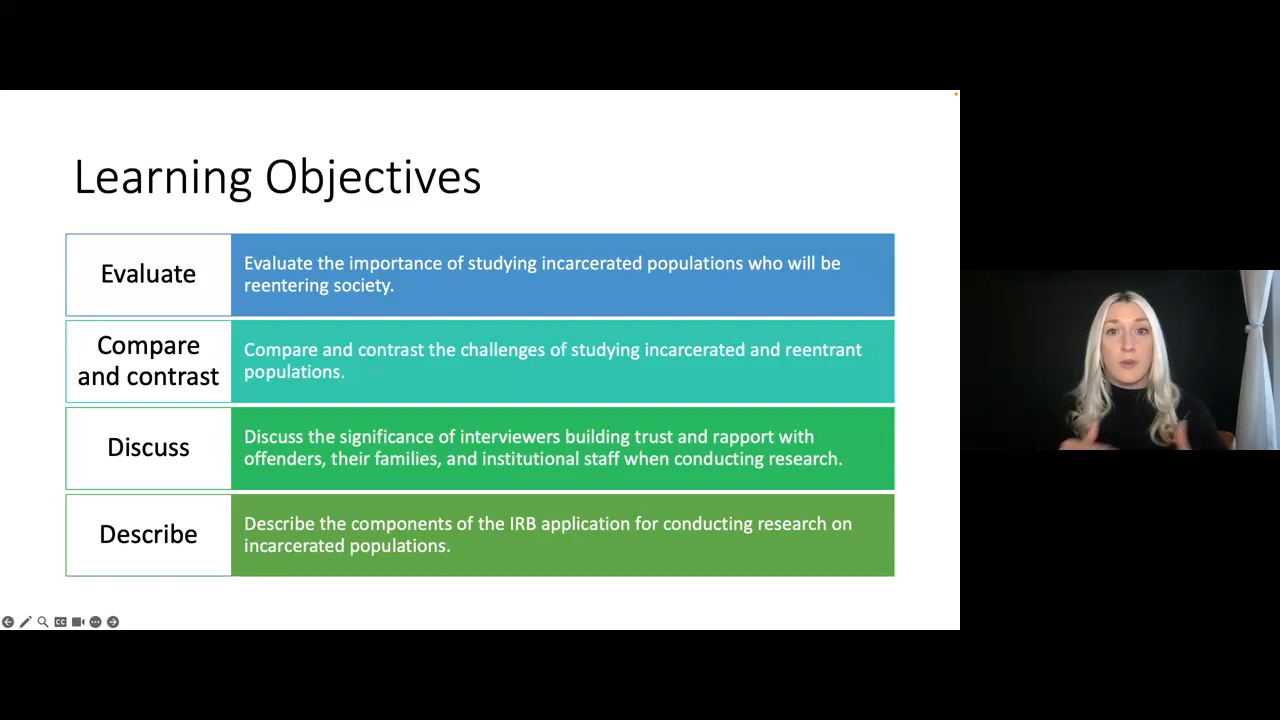 Learning Objectives
Evaluate
Evaluate the importance of studying incarcerated populations who will be
reentering society.
Compare
and contrast
Compare and contrast the challenges of studying incarcerated and reentrant
populations.
Discuss
Discuss the significance of interviewers building trust and rapport with
offenders, their families, and institutional staff when conducting research.
Describe
Describe the components of the IRB application for conducting research on
incarcerated populations.
CC